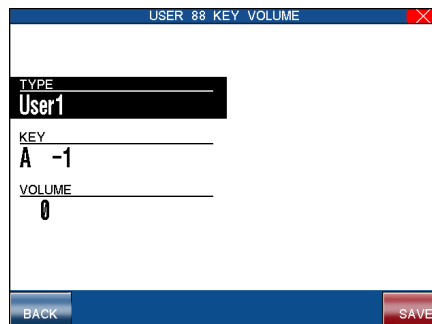 USER 88 KEY VOLUME
TYPE
User1
KEY
A -1
VOLUME
0
BACK
SAVE